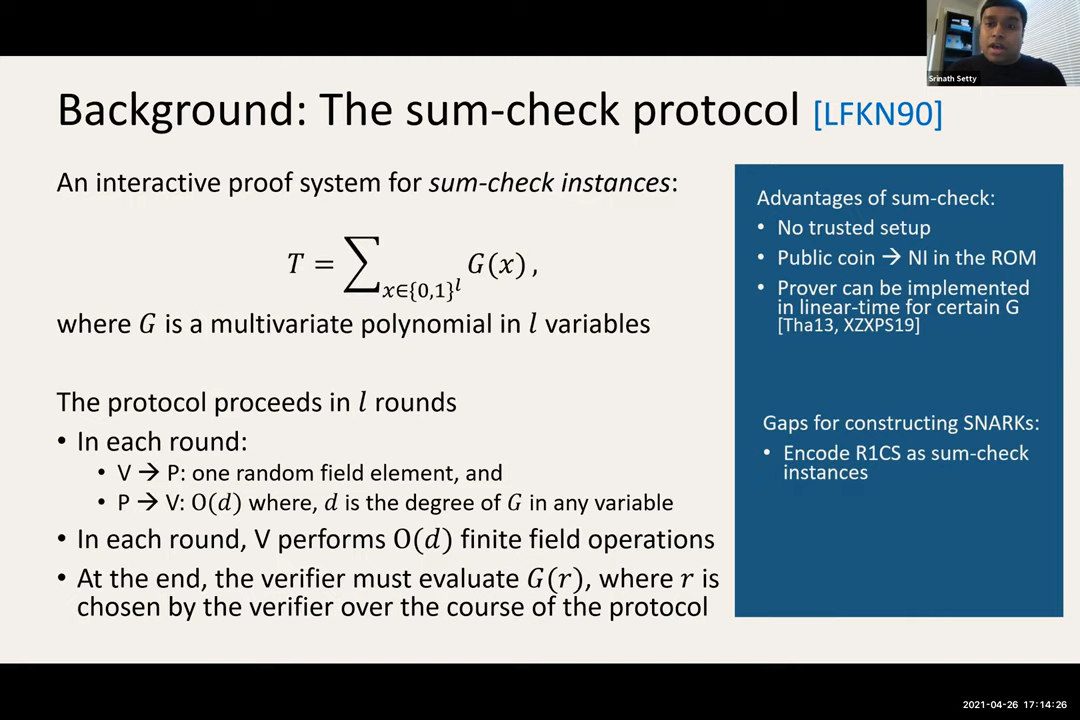 Srinath Setty
Background: The sum-check protocol [LFKN90]
An interactive proof system for sum-check instances:
T = ∑_{x∈{0,1}^l} G(x) ,
where G is a multivariate polynomial in l variables
The protocol proceeds in l rounds
• In each round:
• V → P: one random field element, and
• P → V: O(d) where, d is the degree of G in any variable
• In each round, V performs O(d) finite field operations
• At the end, the verifier must evaluate G(r), where r is
chosen by the verifier over the course of the protocol
Advantages of sum-check:
• No trusted setup
• Public coin → NI in the ROM
• Prover can be implemented
in linear-time for certain G
[Tha13, XZXPS19]
Gaps for constructing SNARKs:
• Encode R1CS as sum-check
instances
2021-04-26 17:14:26